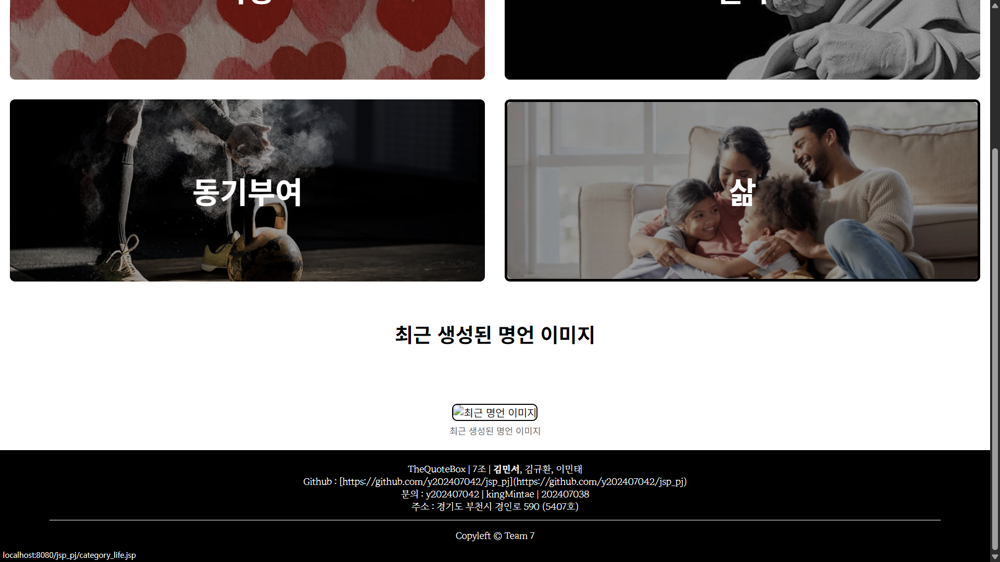 동기부여
삶
최근 생성된 명언 이미지
최근 명언 이미지
최근 생성된 명언 이미지
TheQuoteBox | 7조 | 김민서, 김규환, 이민태
Github : [https://github.com/y202407042/jsp_pj](https://github.com/y202407042/jsp_pj)
문의 : y202407042 | kingMintae | 202407038
주소 : 경기도 부천시 경인로 590 (5407호)
Copyleft © Team 7
localhost:8080/jsp_pj/category_life.jsp